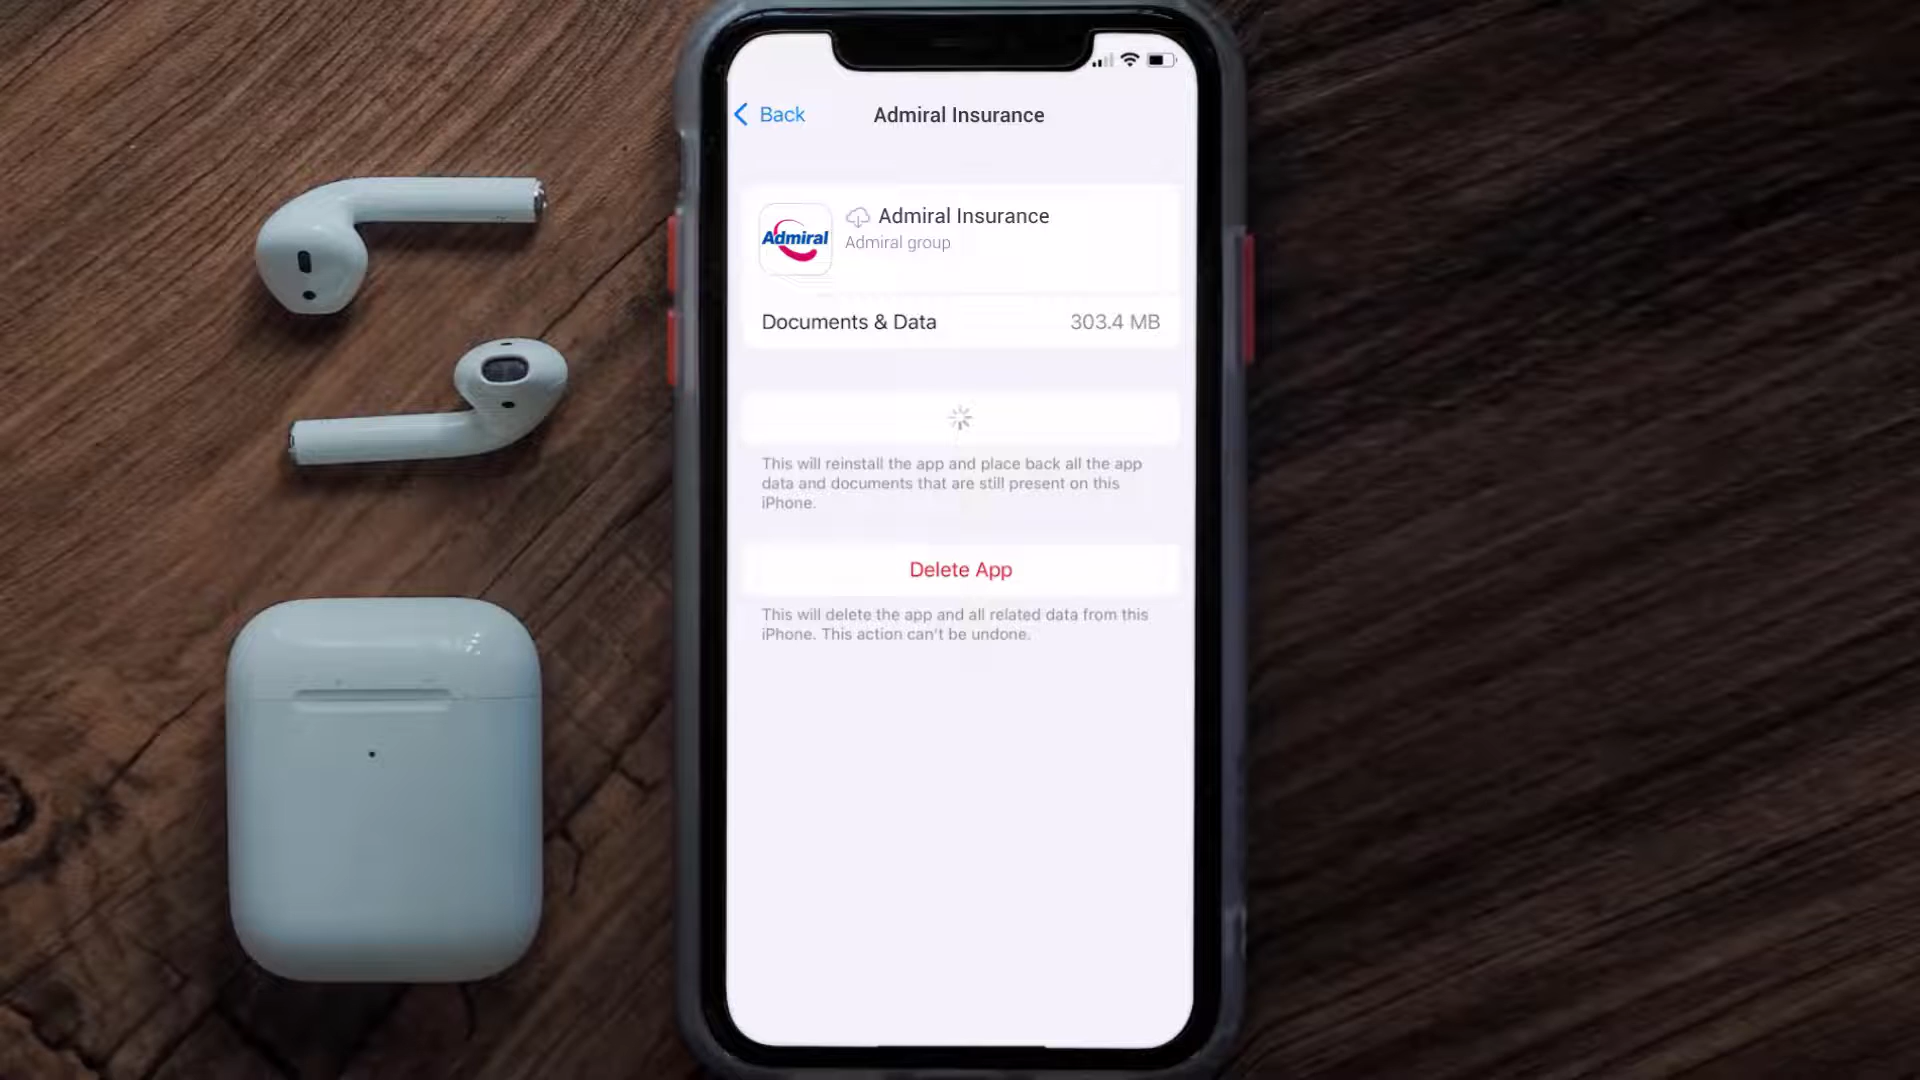 Back
Admiral Insurance
Admiral
Admiral Insurance
Admiral group
Documents & Data
303.4 MB
This will reinstall the app and place back all the app
data and documents that are still present on this
iPhone.
Delete App
This will delete the app and all related data from this
iPhone. This action can't be undone.